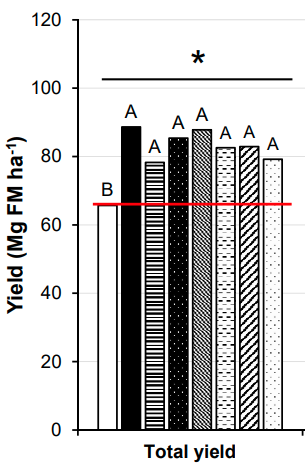 120
*
A
A
A
A
A
A
A
B
100
80
60
40
20
0
Yield (Mg FM ha⁻¹)
Total yield